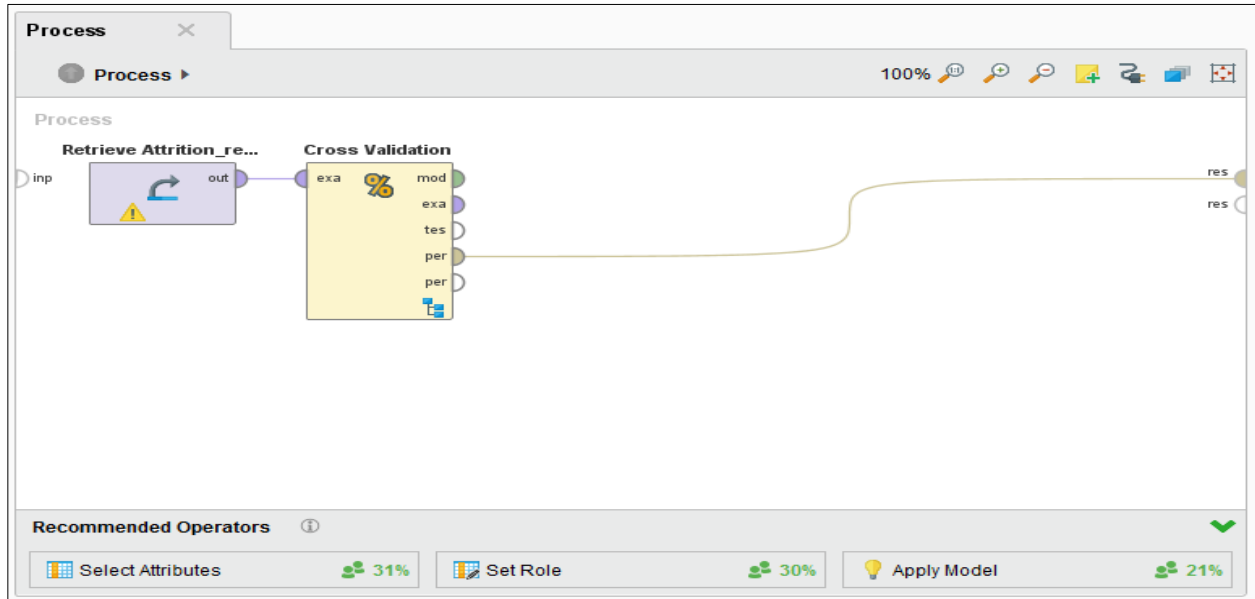 Process
Process
100%
Process
Retrieve Attrition_re...
Cross Validation
inp
out
exa
mod
exa
tes
per
per
res
res
Recommended Operators
Select Attributes 31%
Set Role 30%
Apply Model 21%